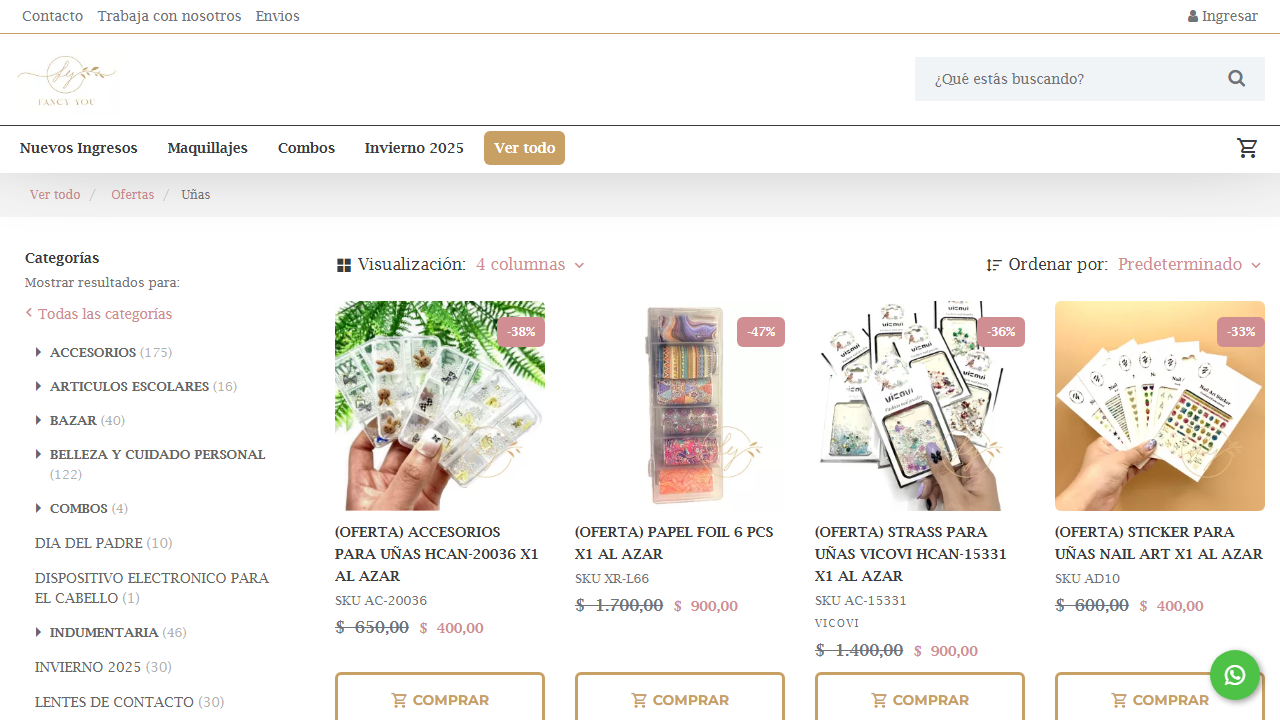 Contacto Trabaja con nosotros Envios Ingresar
FANCY YOU
¿Qué estás buscando?
Nuevos Ingresos Maquillajes Combos Invierno 2025 Ver todo
Ver todo / Ofertas / Uñas
Categorías
Mostrar resultados para:
Todas las categorías
ACCESORIOS (175)
ARTICULOS ESCOLARES (16)
BAZAR (40)
BELLEZA Y CUIDADO PERSONAL
(122)
COMBOS (4)
DIA DEL PADRE (10)
DISPOSITIVO ELECTRONICO PARA
EL CABELLO (1)
INDUMENTARIA (46)
INVIERNO 2025 (30)
LENTES DE CONTACTO (30)
Visualización: 4 columnas
Ordenar por: Predeterminado
-38%
(OFERTA) ACCESORIOS
PARA UÑAS HCAN-20036 X1
AL AZAR
SKU AC-20036
$ 650,00 $ 400,00
COMPRAR
-47%
(OFERTA) PAPEL FOIL 6 PCS
X1 AL AZAR
SKU XR-L66
$ 1.700,00 $ 900,00
COMPRAR
-36%
(OFERTA) STRASS PARA
UÑAS VICOVI HCAN-15331
X1 AL AZAR
SKU AC-15331
VICOVI
$ 1.400,00 $ 900,00
COMPRAR
-33%
(OFERTA) STICKER PARA
UÑAS NAIL ART X1 AL AZAR
SKU AD10
$ 600,00 $ 400,00
COMPRAR